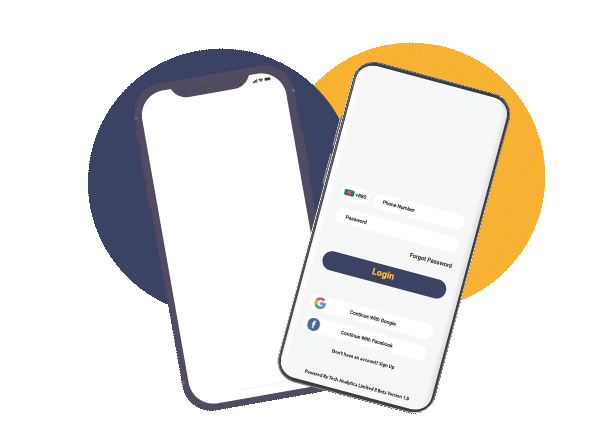 +880 Phone Number
Password
Forgot Password
Login
Continue With Google
Continue With Facebook
Don't have an account? Sign Up
Powered By Tech Analytica Limited || Beta Version 1.0